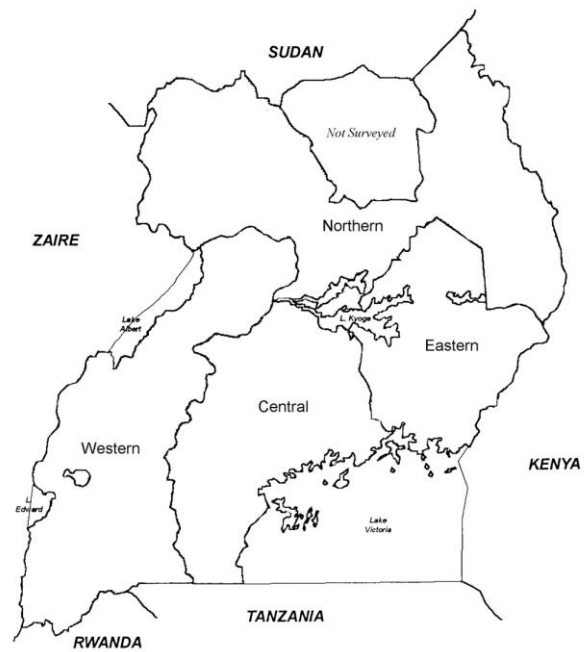 SUDAN
Not Surveyed
Northern
ZAIRE
Lake
Albert
L. Kyoga
Eastern
Central
Western
KENYA
L.
Edward
Lake
Victoria
TANZANIA
RWANDA